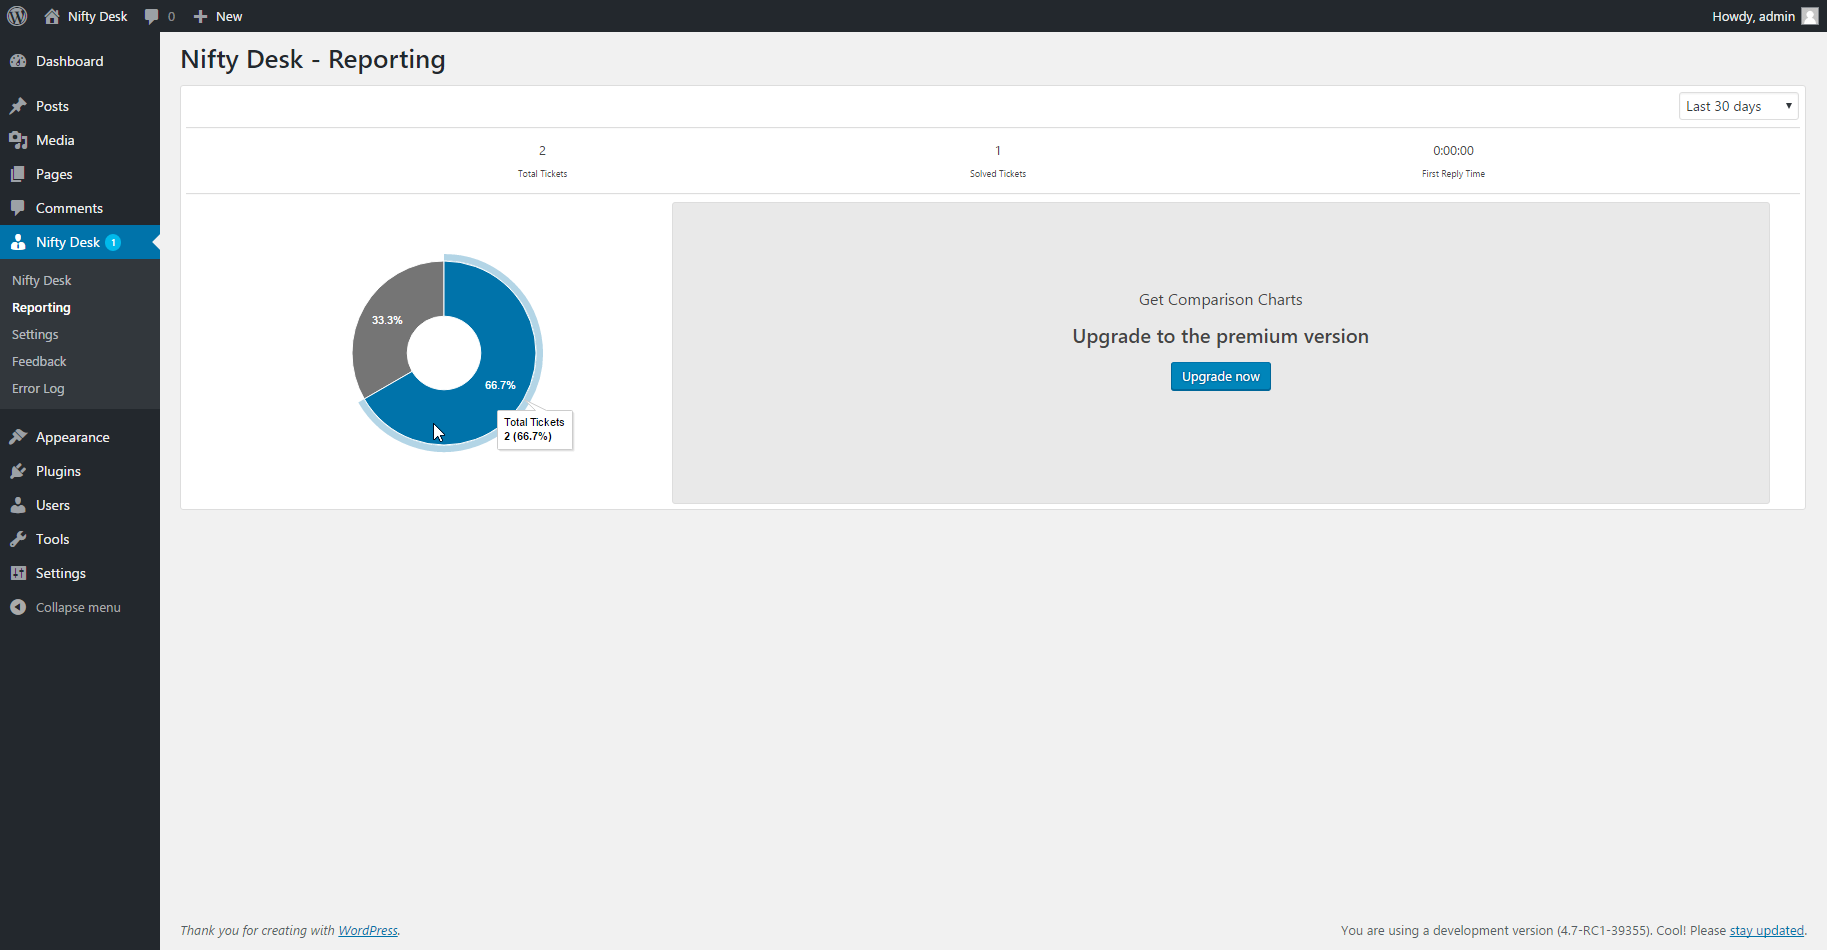 Nifty Desk 0 New Howdy, admin
Dashboard
Posts
Media
Pages
Comments
Nifty Desk 1
Nifty Desk
Reporting
Settings
Feedback
Error Log
Appearance
Plugins
Users
Tools
Settings
Collapse menu
Nifty Desk - Reporting
Last 30 days
2
Total Tickets
1
Solved Tickets
0:00:00
First Reply Time
33.3%
66.7%
Total Tickets
2 (66.7%)
Get Comparison Charts
Upgrade to the premium version
Upgrade now
Thank you for creating with WordPress.
You are using a development version (4.7-RC1-39355). Cool! Please stay updated.